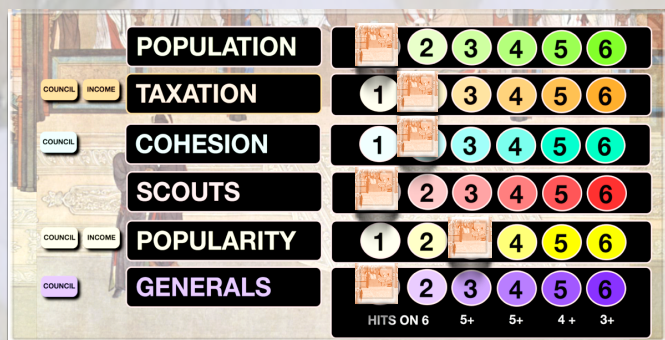 POPULATION 2 3 4 5 6
COUNCIL INCOME TAXATION 1 3 4 5 6
COUNCIL COHESION 1 3 4 5 6
SCOUTS 2 3 4 5 6
COUNCIL INCOME POPULARITY 1 2 4 5 6
COUNCIL GENERALS 2 3 4 5 6
HITS ON 6 5+ 5+ 4 + 3+